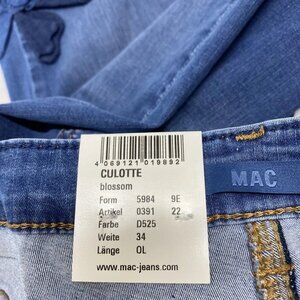 4 069121 019892
CULOTTE
blossom
Form 5984 9E
Artikel 0391 22
Farbe D525
Weite 34
Länge OL
www.mac-jeans.com
MAC